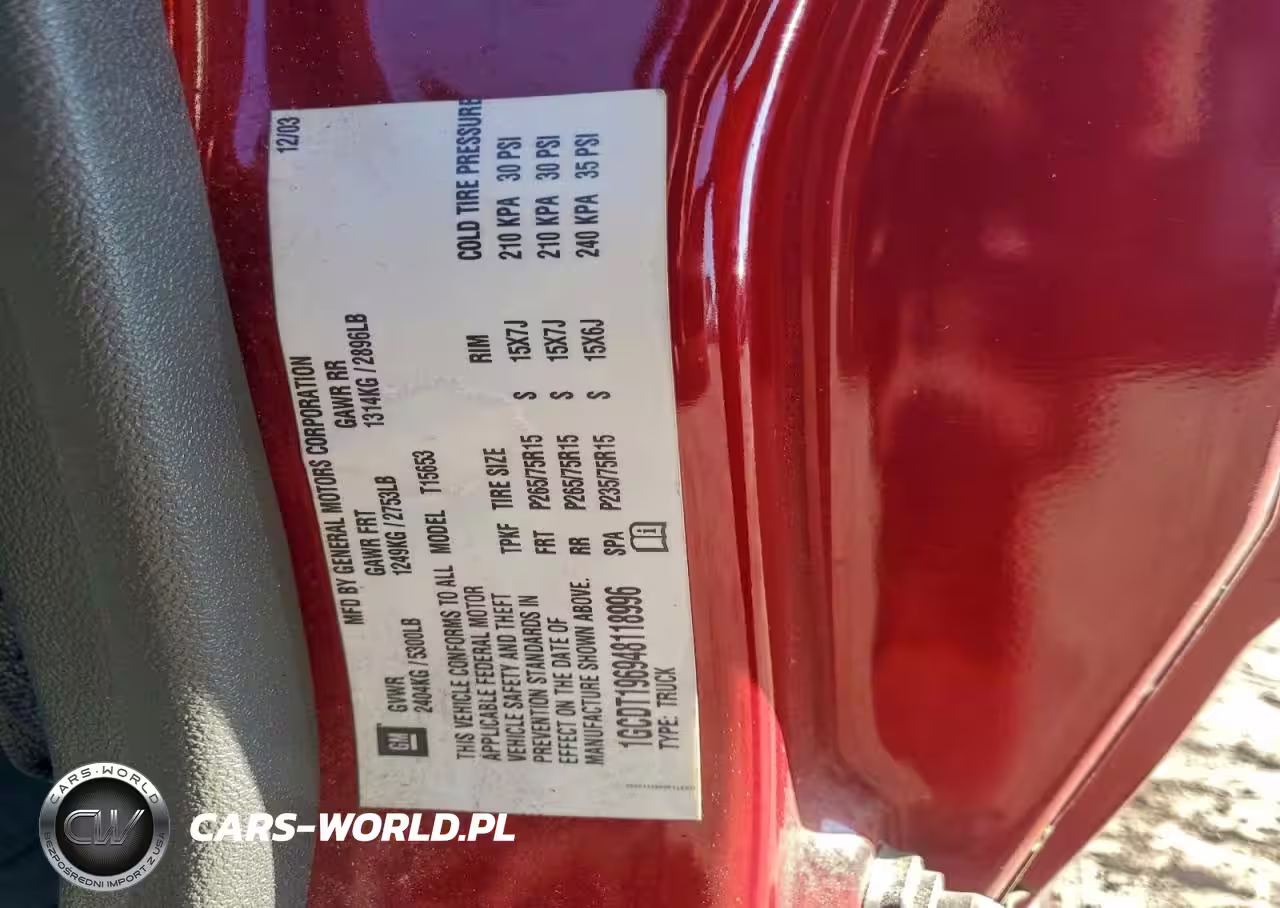 MFD BY GENERAL MOTORS CORPORATION 12/03
GM
GVWR GAWR FRT GAWR RR
2404KG / 5300LB 1249KG / 2753LB 1314KG / 2896LB
THIS VEHICLE CONFORMS TO ALL
APPLICABLE FEDERAL MOTOR
VEHICLE SAFETY AND THEFT
PREVENTION STANDARDS IN
EFFECT ON THE DATE OF
MANUFACTURE SHOWN ABOVE.
1GCDT196948118996
TYPE: TRUCK
MODEL T15653
TPKF TIRE SIZE RIM COLD TIRE PRESSURE
FRT P265/75R15 S 15X7J 210 KPA 30 PSI
RR P265/75R15 S 15X7J 210 KPA 30 PSI
SPA P235/75R15 S 15X6J 240 KPA 35 PSI
i
CARS-WORLD
CW
BEZPOŚREDNI IMPORT Z USA
CARS-WORLD.PL